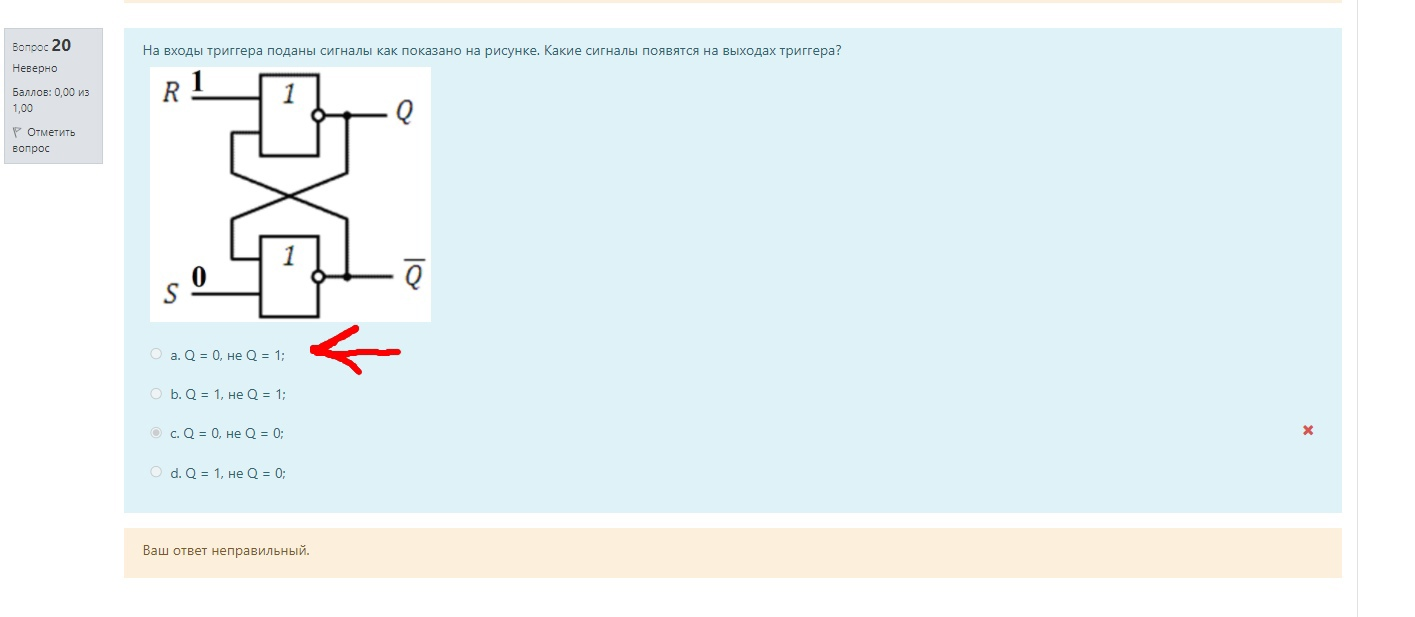 Вопрос 20
Неверно
Баллов: 0,00 из
1,00
Отметить
вопрос
На входы триггера поданы сигналы как показано на рисунке. Какие сигналы появятся на выходах триггера?
R 1
1
Q
1
S 0
Q̅
a. Q = 0, не Q = 1;
b. Q = 1, не Q = 1;
c. Q = 0, не Q = 0;
d. Q = 1, не Q = 0;
Ваш ответ неправильный.